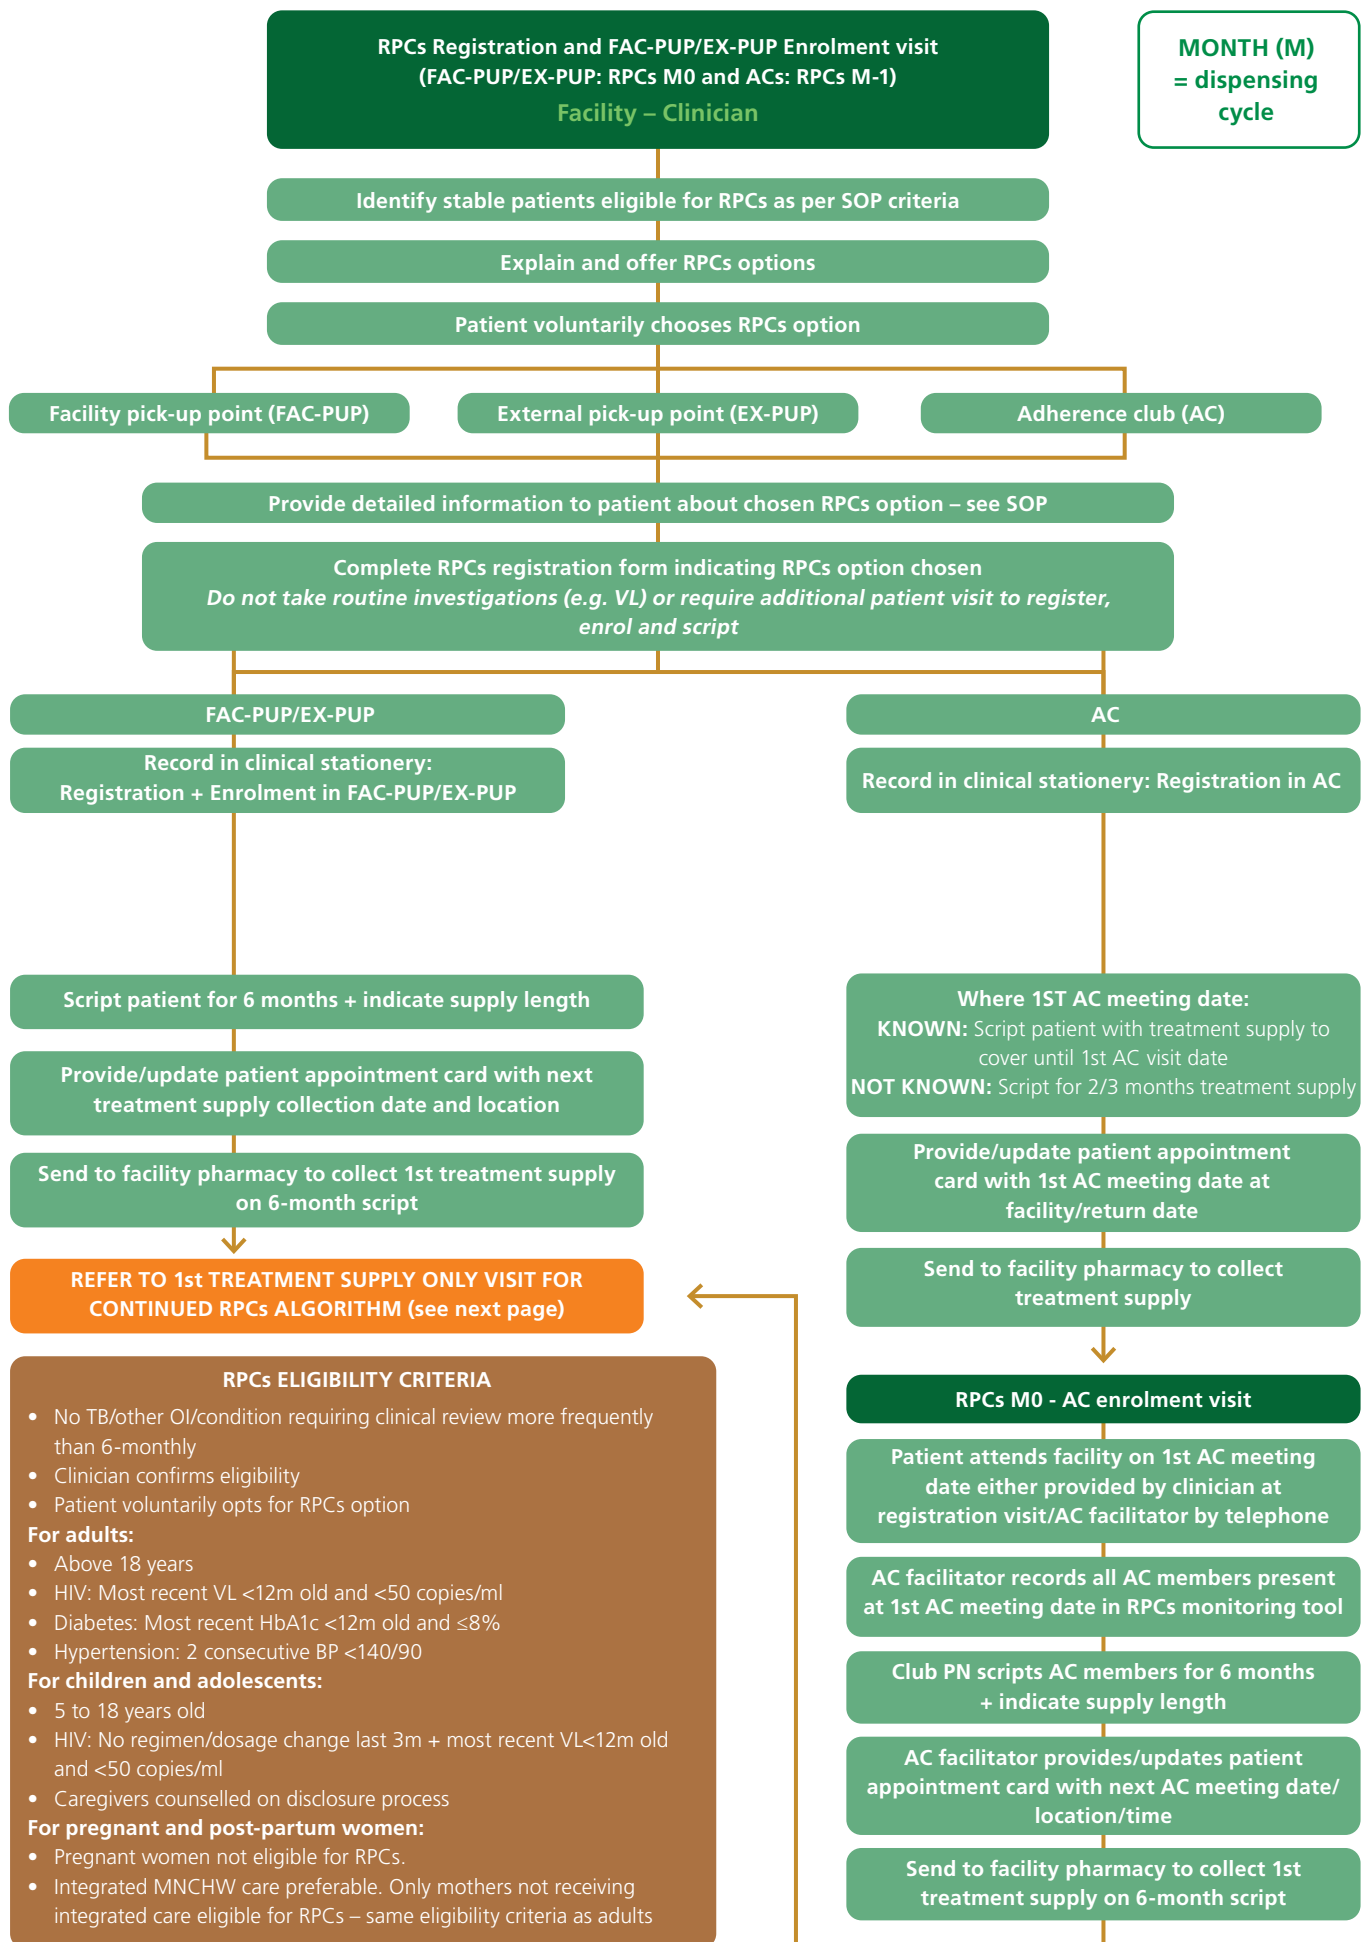 RPCs Registration and FAC-PUP/EX-PUP Enrolment visit
(FAC-PUP/EX-PUP: RPCs M0 and ACs: RPCs M-1)
Facility – Clinician
MONTH (M)
= dispensing
cycle
Identify stable patients eligible for RPCs as per SOP criteria
Explain and offer RPCs options
Patient voluntarily chooses RPCs option
Facility pick-up point (FAC-PUP)
External pick-up point (EX-PUP)
Adherence club (AC)
Provide detailed information to patient about chosen RPCs option – see SOP
Complete RPCs registration form indicating RPCs option chosen
Do not take routine investigations (e.g. VL) or require additional patient visit to register,
enrol and script
FAC-PUP/EX-PUP
Record in clinical stationery:
Registration + Enrolment in FAC-PUP/EX-PUP
Script patient for 6 months + indicate supply length
Provide/update patient appointment card with next
treatment supply collection date and location
Send to facility pharmacy to collect 1st treatment supply
on 6-month script
REFER TO 1st TREATMENT SUPPLY ONLY VISIT FOR
CONTINUED RPCs ALGORITHM (see next page)
AC
Record in clinical stationery: Registration in AC
Where 1ST AC meeting date:
KNOWN: Script patient with treatment supply to
cover until 1st AC visit date
NOT KNOWN: Script for 2/3 months treatment supply
Provide/update patient appointment
card with 1st AC meeting date at
facility/return date
Send to facility pharmacy to collect
treatment supply
RPCs M0 - AC enrolment visit
Patient attends facility on 1st AC meeting
date either provided by clinician at
registration visit/AC facilitator by telephone
AC facilitator records all AC members present
at 1st AC meeting date in RPCs monitoring tool
Club PN scripts AC members for 6 months
+ indicate supply length
AC facilitator provides/updates patient
appointment card with next AC meeting date/
location/time
Send to facility pharmacy to collect 1st
treatment supply on 6-month script
RPCs ELIGIBILITY CRITERIA
• No TB/other OI/condition requiring clinical review more frequently
than 6-monthly
• Clinician confirms eligibility
• Patient voluntarily opts for RPCs option
For adults:
• Above 18 years
• HIV: Most recent VL <12m old and <50 copies/ml
• Diabetes: Most recent HbA1c <12m old and ≤8%
• Hypertension: 2 consecutive BP <140/90
For children and adolescents:
• 5 to 18 years old
• HIV: No regimen/dosage change last 3m + most recent VL<12m old
and <50 copies/ml
• Caregivers counselled on disclosure process
For pregnant and post-partum women:
• Pregnant women not eligible for RPCs.
• Integrated MNCHW care preferable. Only mothers not receiving
integrated care eligible for RPCs – same eligibility criteria as adults